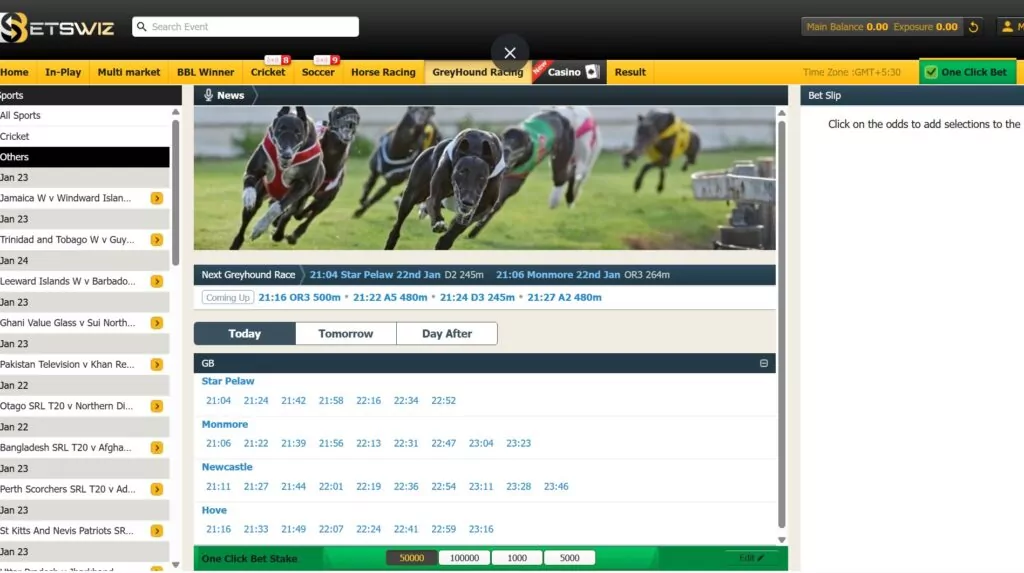 BETSWIZ
Search Event
Main Balance 0.00 Exposure 0.00
Home In-Play Multi market BBL Winner Cricket 8 Soccer 9 Horse Racing GreyHound Racing New Casino Result
Time Zone :GMT+5:30
One Click Bet
Sports
All Sports
Cricket
Others
Jan 23
Jamaica W v Windward Islan...
Jan 23
Trinidad and Tobago W v Guy...
Jan 24
Leeward Islands W v Barbado...
Jan 23
Ghani Value Glass v Sui North...
Jan 23
Pakistan Television v Khan Re...
Jan 22
Otago SRL T20 v Northern Di...
Jan 22
Bangladesh SRL T20 v Afgha...
Jan 23
Perth Scorchers SRL T20 v Ad...
Jan 23
St Kitts And Nevis Patriots SR...
Jan 23
News
Next Greyhound Race 21:04 Star Pelaw 22nd Jan D2 245m 21:06 Monmore 22nd Jan OR3 264m
Coming Up 21:16 OR3 500m • 21:22 A5 480m • 21:24 D3 245m • 21:27 A2 480m
Today Tomorrow Day After
GB
Star Pelaw
21:04 21:24 21:42 21:58 22:16 22:34 22:52
Monmore
21:06 21:22 21:39 21:56 22:13 22:31 22:47 23:04 23:23
Newcastle
21:11 21:27 21:44 22:01 22:19 22:36 22:54 23:11 23:28 23:46
Hove
21:16 21:33 21:49 22:07 22:24 22:41 22:59 23:16
One Click Bet Stake 50000 100000 1000 5000 Edit
Bet Slip
Click on the odds to add selections to the